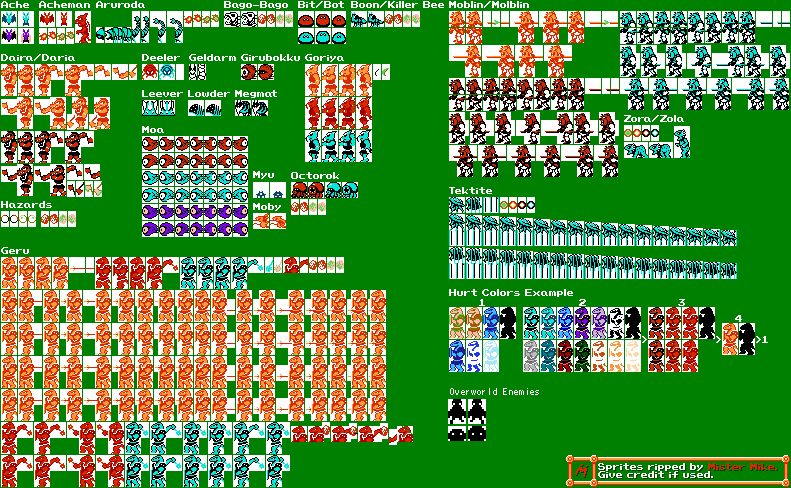 Ache Acheman Aruroda Bago-Bago Bit/Bot Boon/Killer Bee Moblin/Molblin
Daira/Daria Deeler Geldarm Girubokku Goriya
Leever Lowder Megmat
Zora/Zola
Moa
Myu Octorok
Moby
Tektite
Hazards
Geru
Hurt Colors Example
1 2 3
4
1
Overworld Enemies
Sprites ripped by Mister Mike.
Give credit if used.